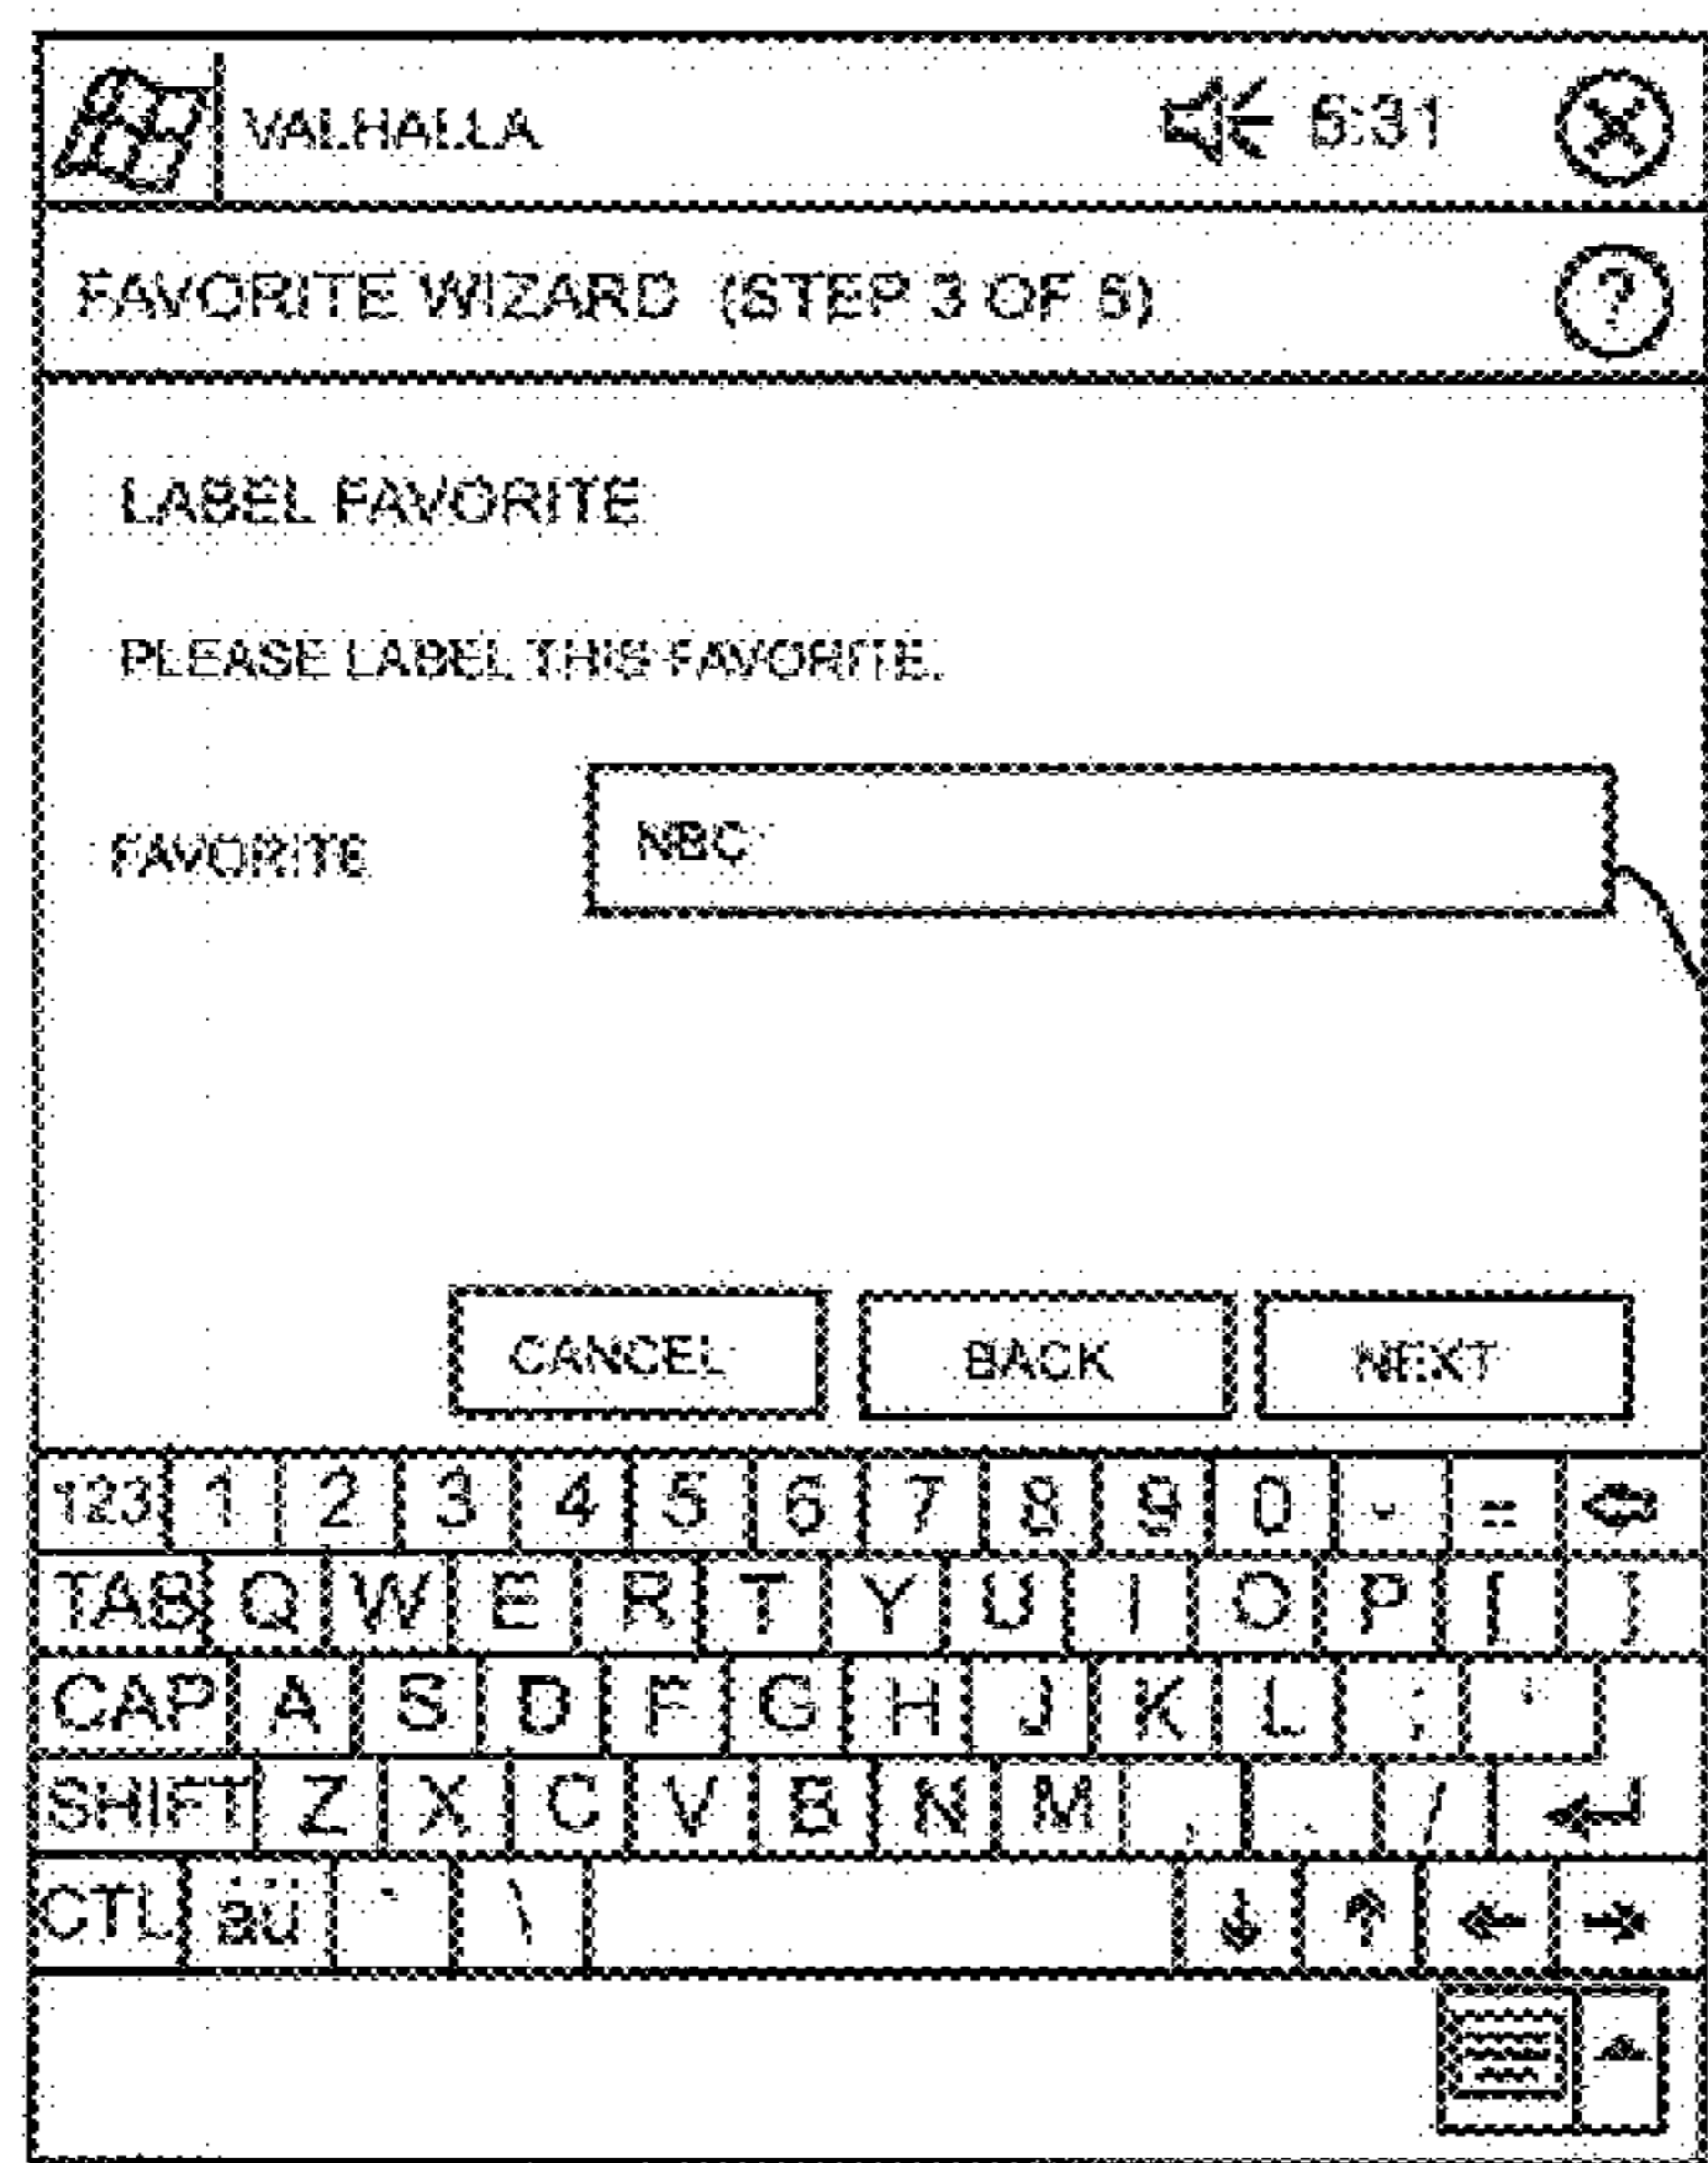 VALHALLA 5:31
FAVORITE WIZARD (STEP 3 OF 5)
?
LABEL FAVORITE
PLEASE LABEL THIS FAVORITE.
FAVORITE NBC
CANCEL BACK NEXT
123 1 2 3 4 5 6 7 8 9 0 - =
TAB Q W E R T Y U I O P [ ]
CAP A S D F G H J K L ; '
SHIFT Z X C V B N M , . /
CTL áü ` \